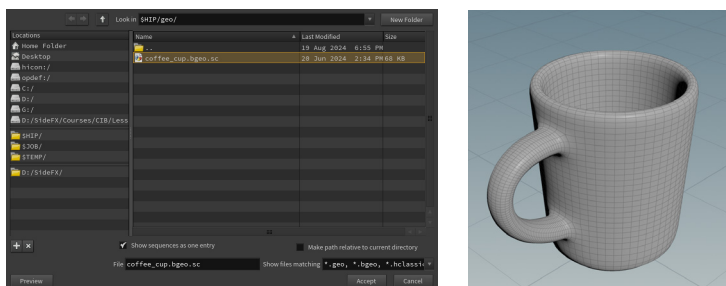 Look in $HIP/geo/ New Folder
Locations
Home Folder
Desktop
hicon:/
opdef:/
C:/
D:/
G:/
D:/SideFX/Courses/CIB/Less
$HIP/
$JOB/
$TEMP/
D:/SideFX/
Name Last Modified Size
.. 19 Aug 2024 6:55 PM
coffee_cup.bgeo.sc 28 Jun 2024 2:34 PM 68 KB
Show sequences as one entry Make path relative to current directory
File coffee_cup.bgeo.sc Show files matching *.geo, *.bgeo, *.hclassi
Preview Accept Cancel